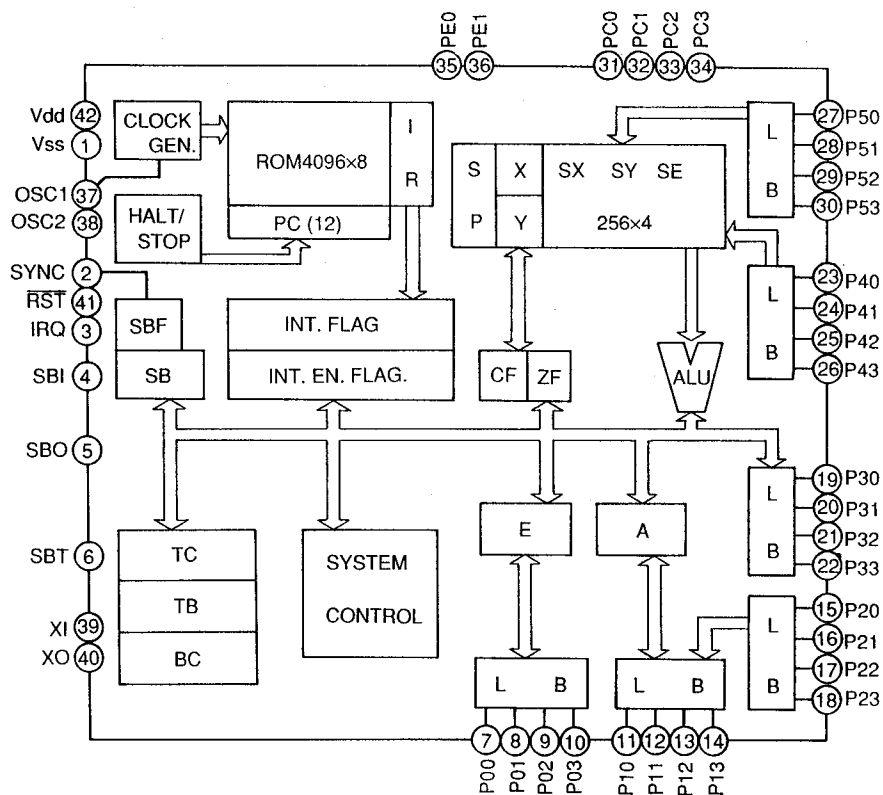 PE0
PE1
PC0
PC1
PC2
PC3
35
36
31
32
33
34
Vdd
42
Vss
1
OSC1
37
OSC2
38
SYNC
2
RST
41
IRQ
3
SBI
4
SBO
5
SBT
6
XI
39
XO
40
CLOCK
GEN.
HALT/
STOP
ROM4096×8
I
R
PC (12)
SBF
SB
INT. FLAG
INT. EN. FLAG.
S
P
X
Y
SX SY SE
256×4
CF
ZF
ALU
TC
TB
BC
SYSTEM
CONTROL
E
A
L B
L B
L
B
27
P50
28
P51
29
P52
30
P53
L
B
23
P40
24
P41
25
P42
26
P43
L
B
19
P30
20
P31
21
P32
22
P33
L
B
15
P20
16
P21
17
P22
18
P23
7
8
9
10
11
12
13
14
P00
P01
P02
P03
P10
P11
P12
P13